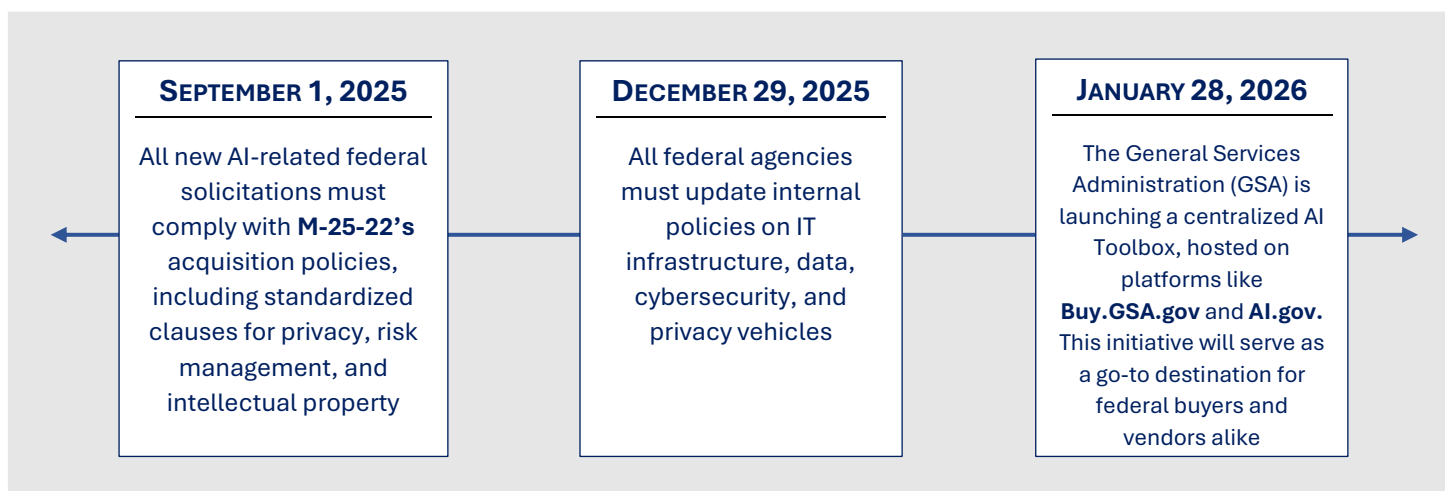 SEPTEMBER 1, 2025
All new AI-related federal
solicitations must
comply with M-25-22’s
acquisition policies,
including standardized
clauses for privacy, risk
management, and
intellectual property
DECEMBER 29, 2025
All federal agencies
must update internal
policies on IT
infrastructure, data,
cybersecurity, and
privacy vehicles
JANUARY 28, 2026
The General Services
Administration (GSA) is
launching a centralized AI
Toolbox, hosted on
platforms like
Buy.GSA.gov and AI.gov.
This initiative will serve as
a go-to destination for
federal buyers and
vendors alike